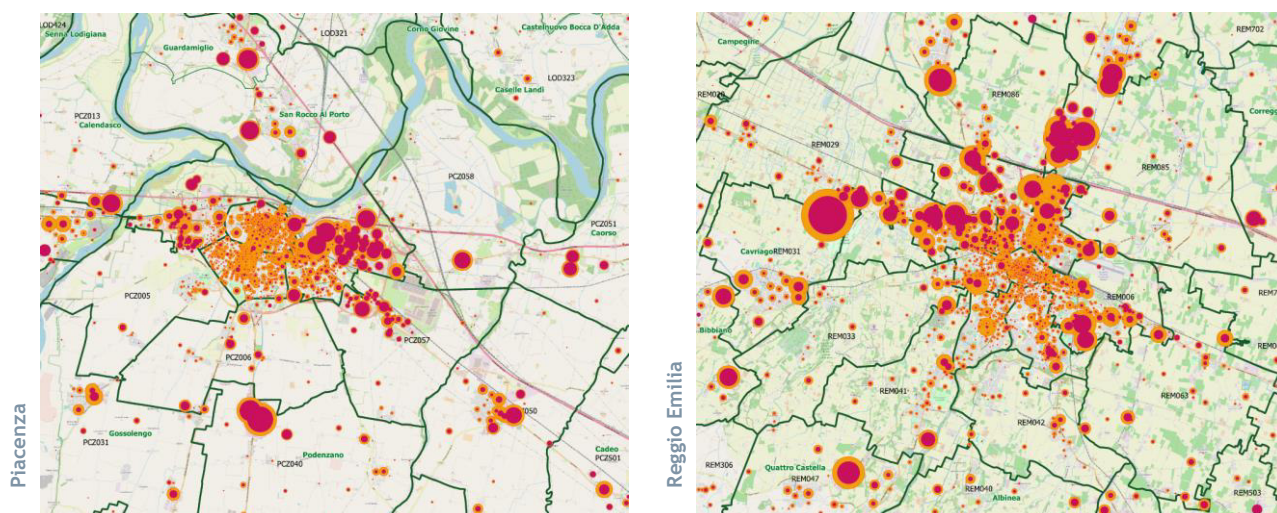 Piacenza
LOD424
Senna Lodigiana
LOD321
Corno Giovine
Castelnuovo Bocca D'Adda
Guardamiglio
LOD323
Caselle Landi
PCZ013
Calendasco
San Rocco Al Porto
PCZ058
PCZ051
Caorso
PCZ005
PCZ057
PCZ006
Gossolengo
PCZ031
Podenzano
PCZ040
Cadeo
PCZ501
Reggio Emilia
Campegine
REM702
REM086
REM029
REM085
Cavriago
REM031
Bibbiano
REM033
REM006
REM041
REM063
REM042
REM306
Quattro Castella
REM047
REM040
Albinea
REM503